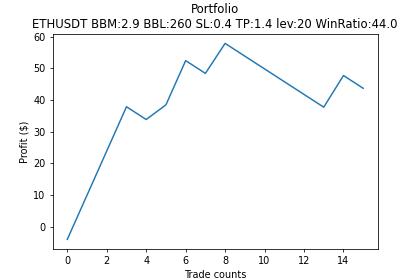 Portfolio
ETHUSDT BBM:2.9 BBL:260 SL:0.4 TP:1.4 lev:20 WinRatio:44.0
60
50
40
30
20
10
0
Profit ($)
0 2 4 6 8 10 12 14
Trade counts